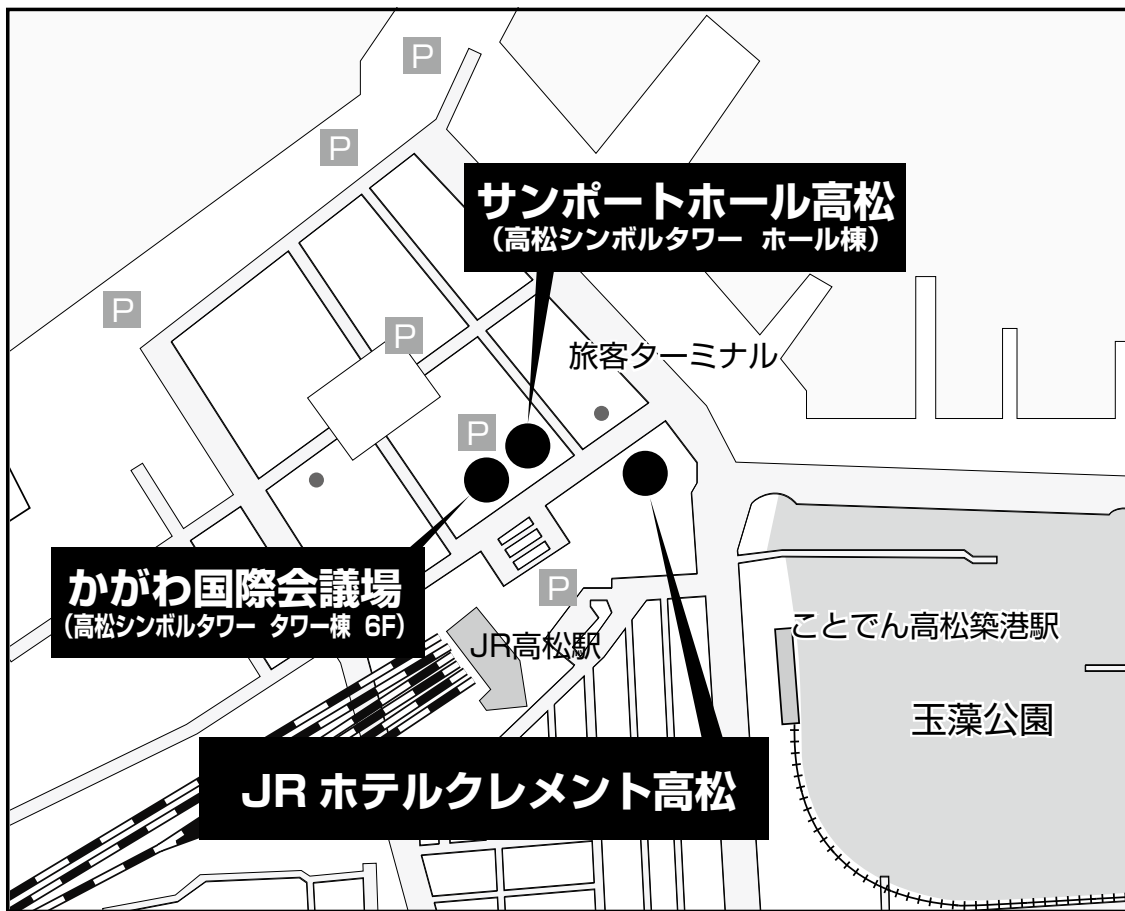 P
P
サンポートホール高松
（高松シンボルタワー ホール棟）
P
P
旅客ターミナル
P
かがわ国際会議場
（高松シンボルタワー タワー棟 6F）
P
JR高松駅
ことでん高松築港駅
玉藻公園
JR ホテルクレメント高松